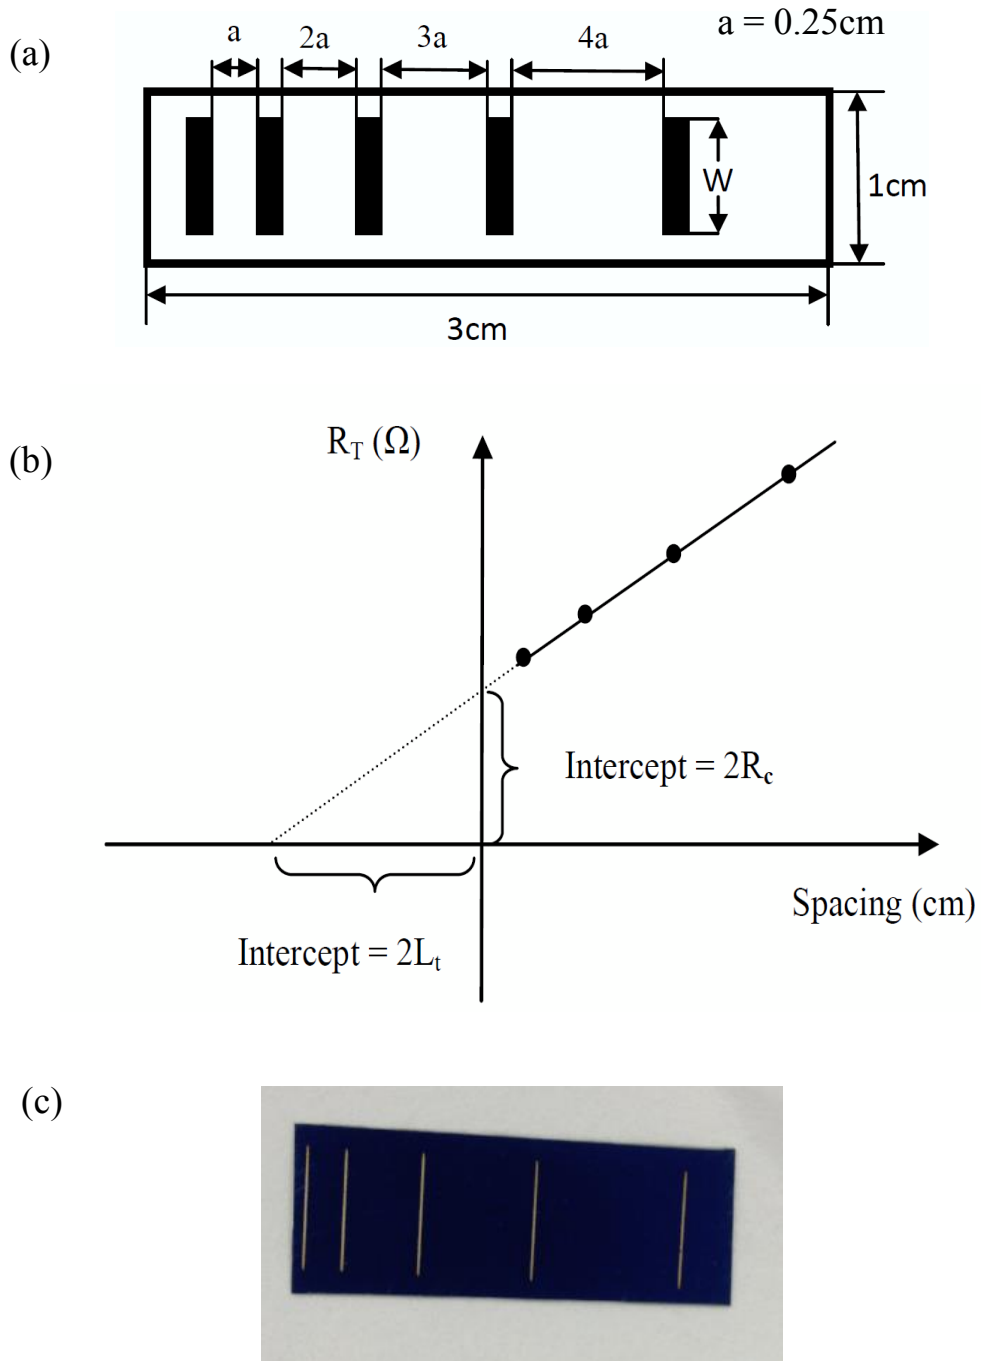 (a)
a = 0.25cm
a 2a 3a 4a
W
1cm
3cm
(b)
R_T (Ω)
Intercept = 2R_c
Spacing (cm)
Intercept = 2L_t
(c)